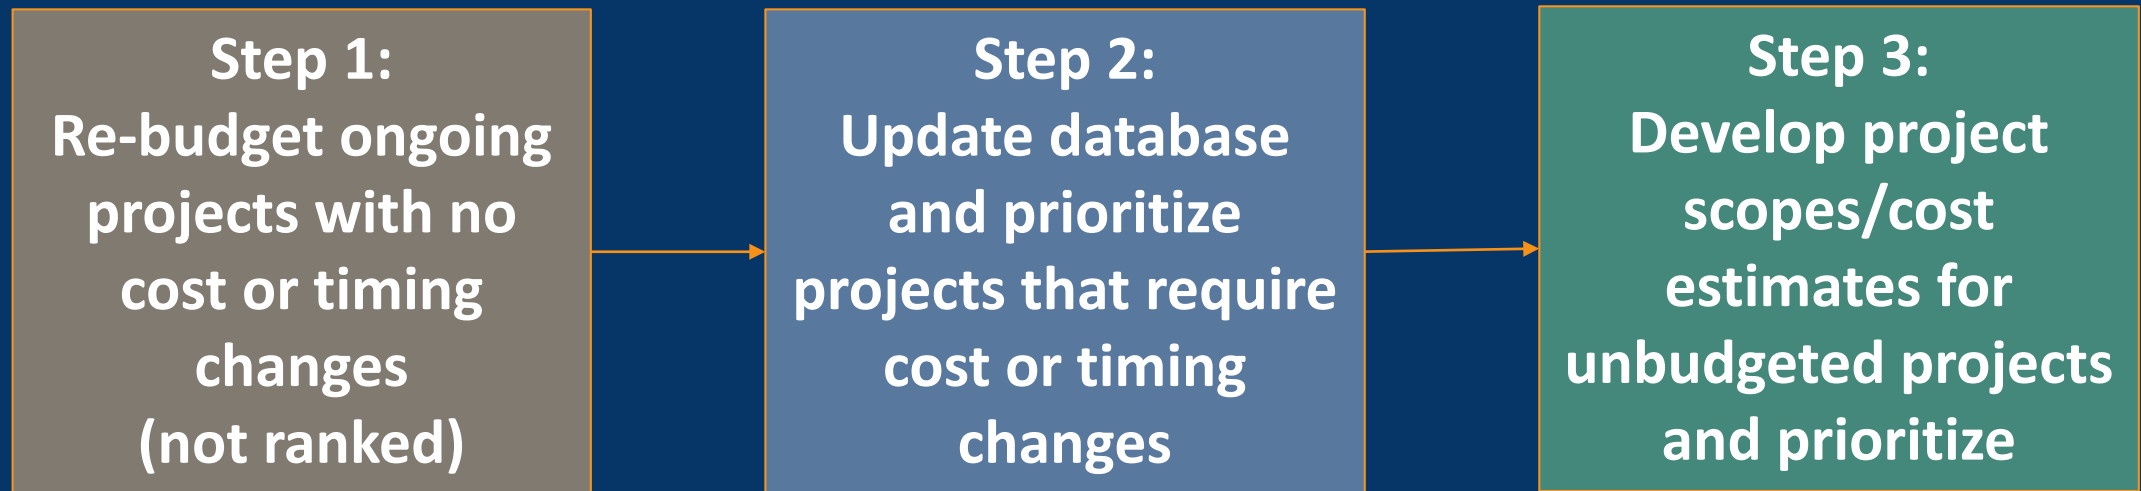 Step 1:
Re-budget ongoing
projects with no
cost or timing
changes
(not ranked)
Step 2:
Update database
and prioritize
projects that require
cost or timing
changes
Step 3:
Develop project
scopes/cost
estimates for
unbudgeted projects
and prioritize